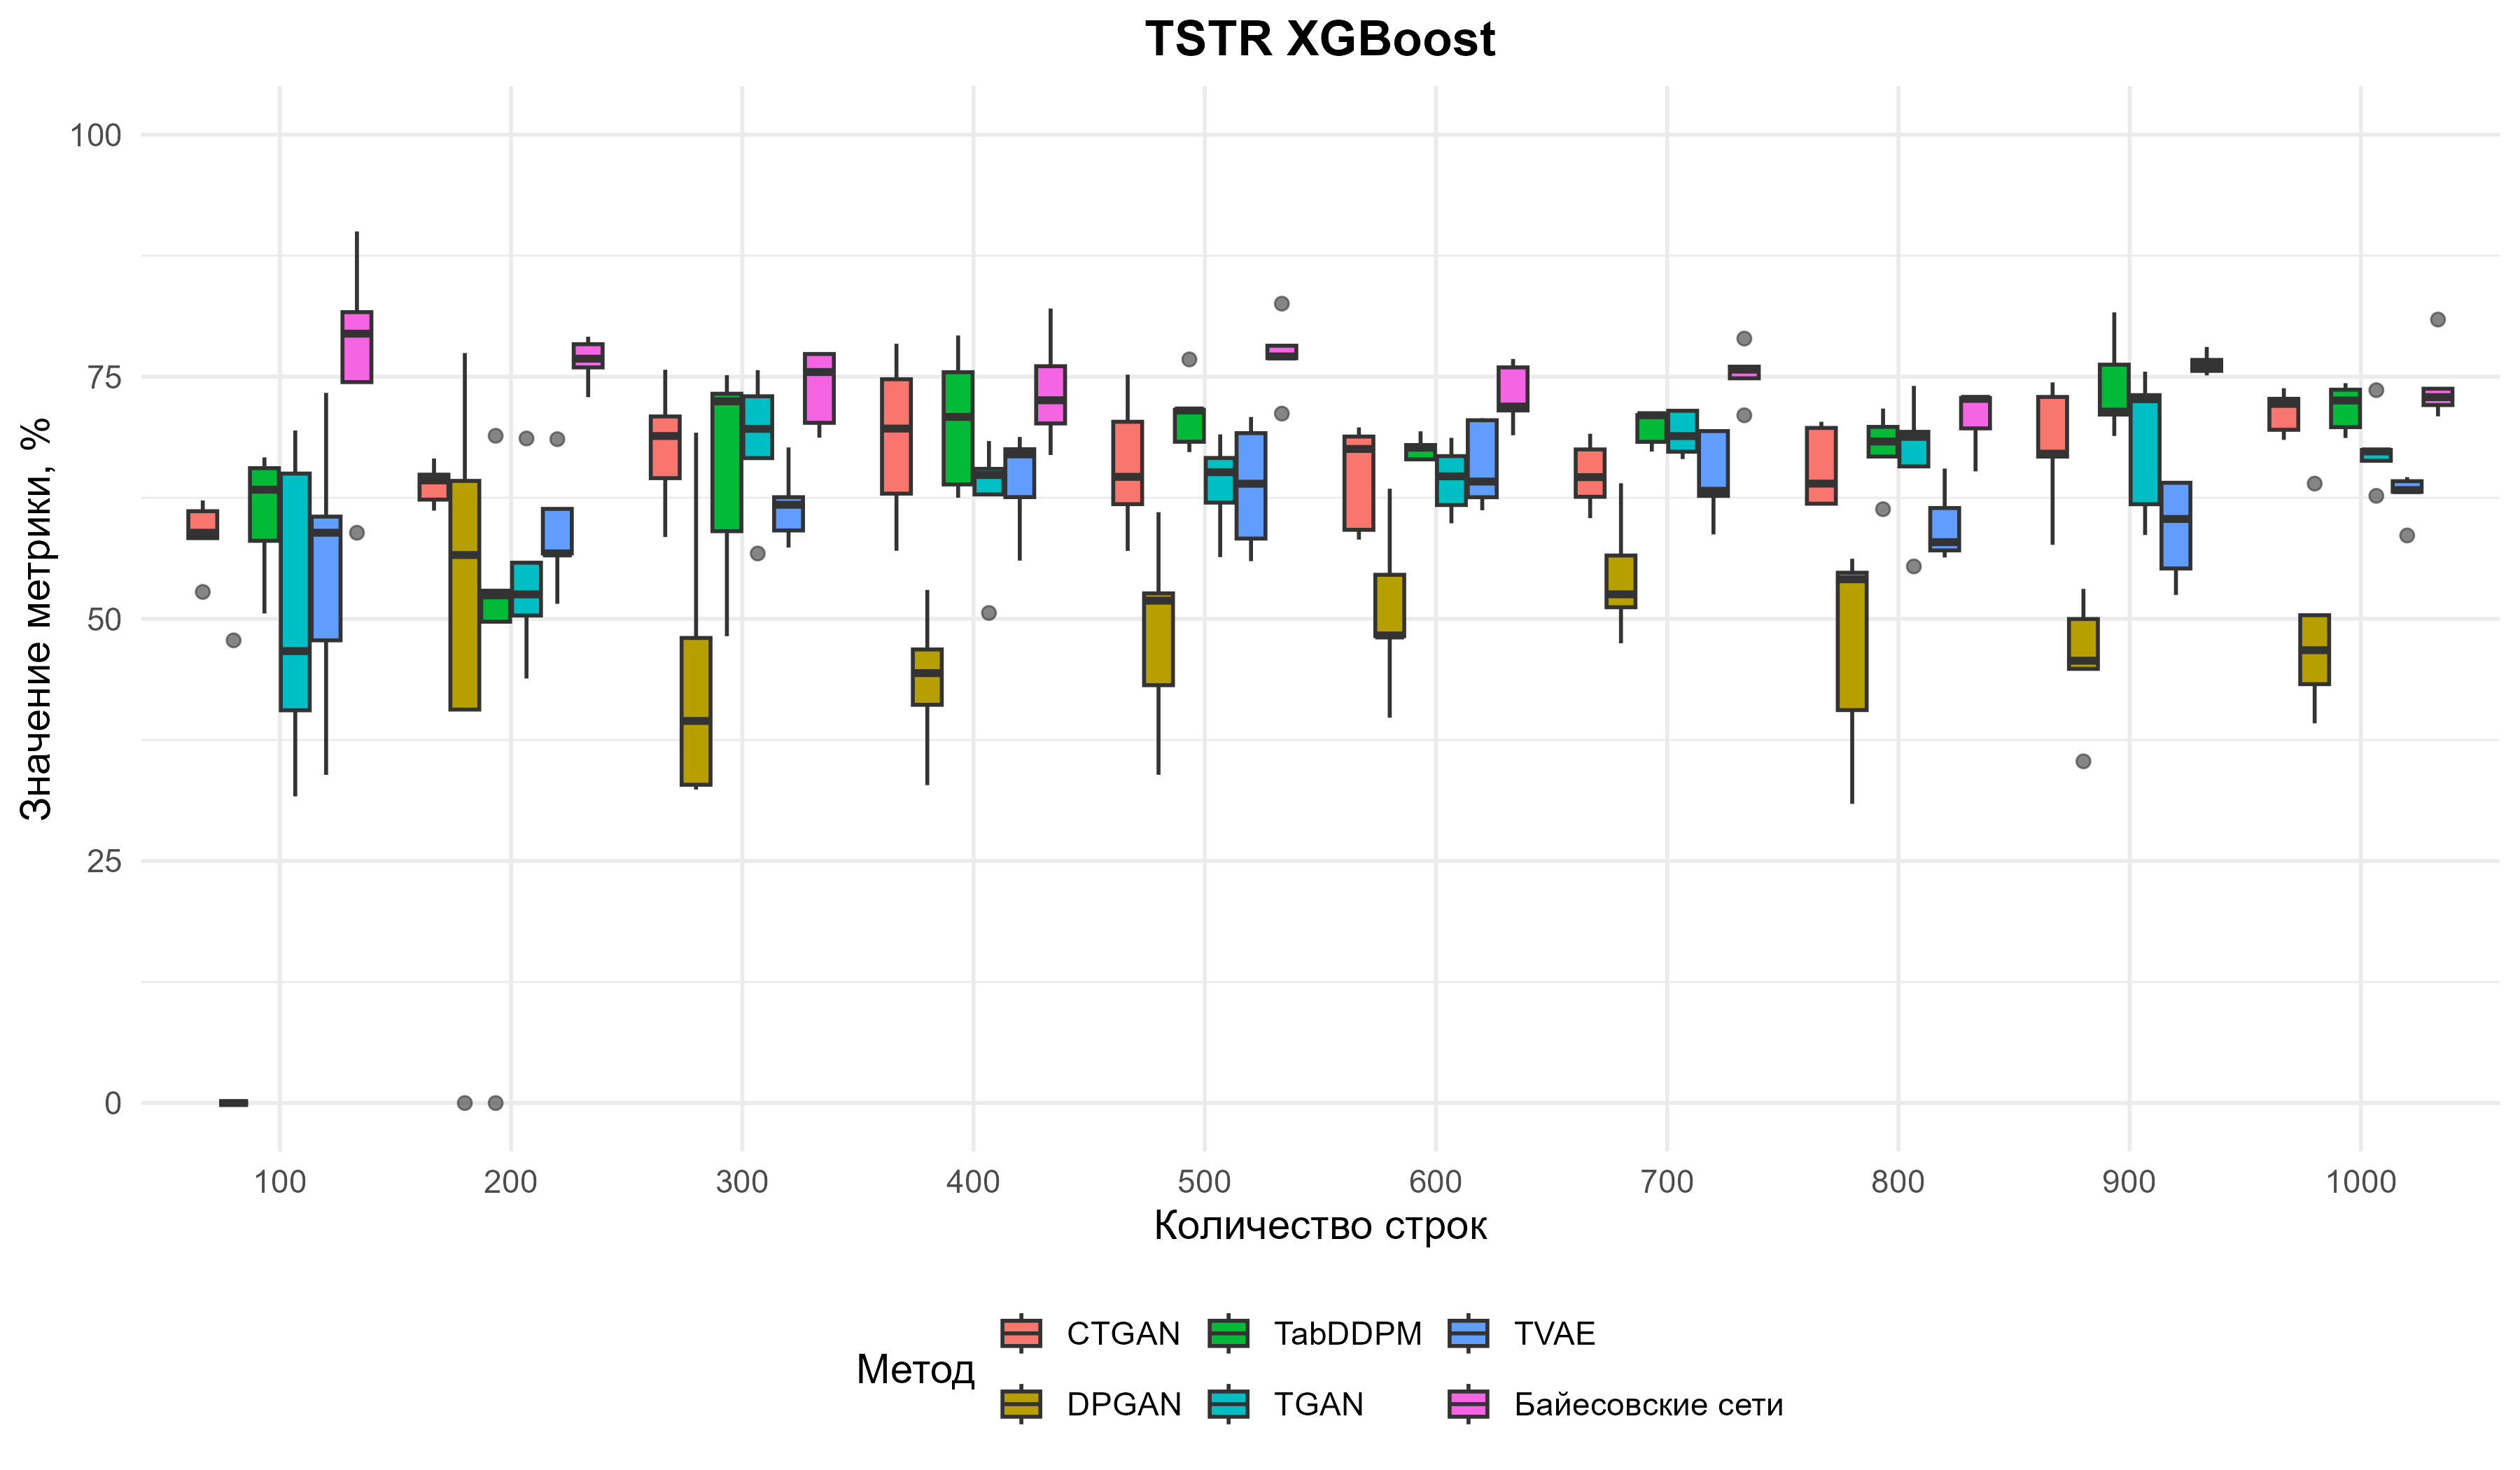 TSTR XGBoost
Значение метрики, %
100
75
50
25
0
100 200 300 400 500 600 700 800 900 1000
Количество строк
Метод
CTGAN TabDDPM TVAE
DPGAN TGAN Байесовские сети